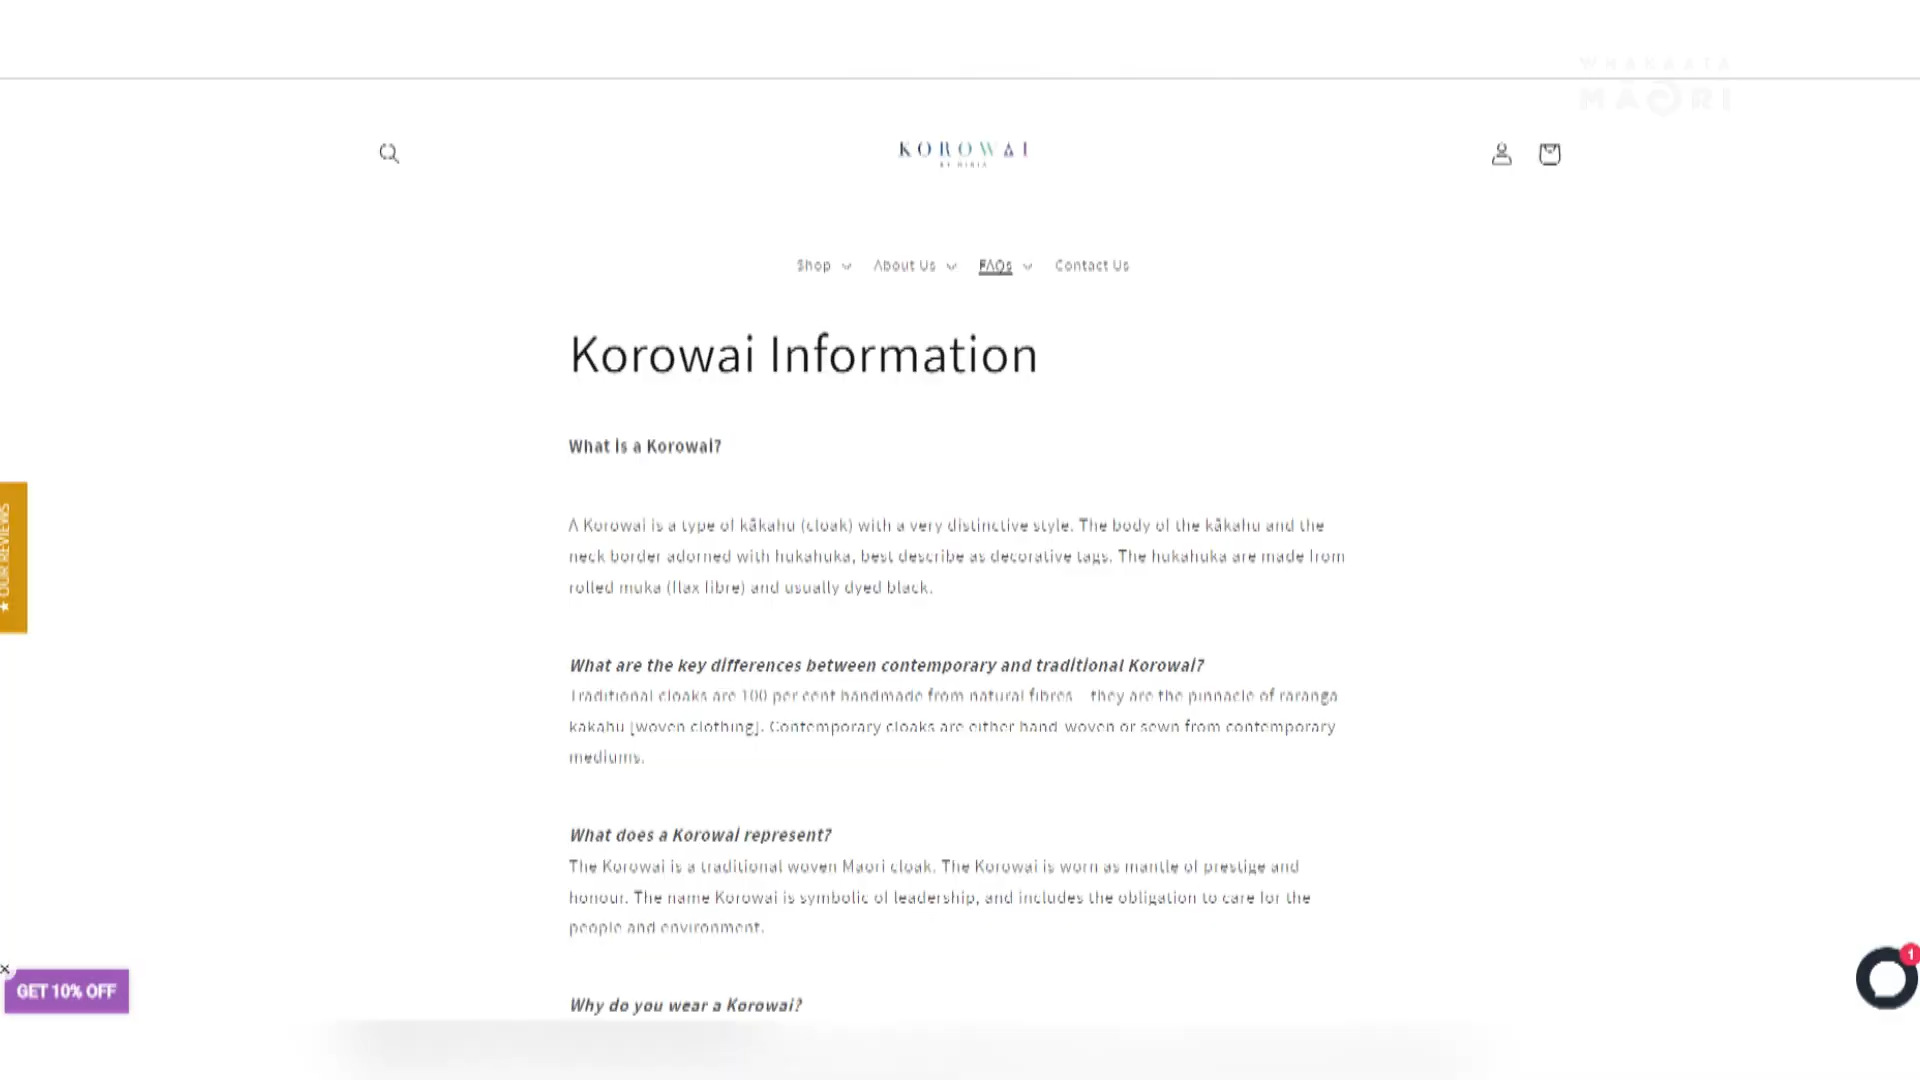 WHAKAATA
MĀORI
KOROWAI
Shop
About Us
FAQs
Contact Us
Korowai Information
What is a Korowai?
A Korowai is a type of kākahu (cloak) with a very distinctive style. The body of the kākahu and the
neck border adorned with hukahuka, best describe as decorative tags. The hukahuka are made from
rolled muka (flax fibre) and usually dyed black.
★ OUR REVIEWS
What are the key differences between contemporary and traditional Korowai?
Traditional cloaks are 100 per cent handmade from natural fibres – they are the pinnacle of raranga
kakahu [woven clothing]. Contemporary cloaks are either hand-woven or sewn from contemporary
mediums.
What does a Korowai represent?
The Korowai is a traditional woven Maori cloak. The Korowai is worn as mantle of prestige and
honour. The name Korowai is symbolic of leadership, and includes the obligation to care for the
people and environment.
GET 10% OFF
1
Why do you wear a Korowai?